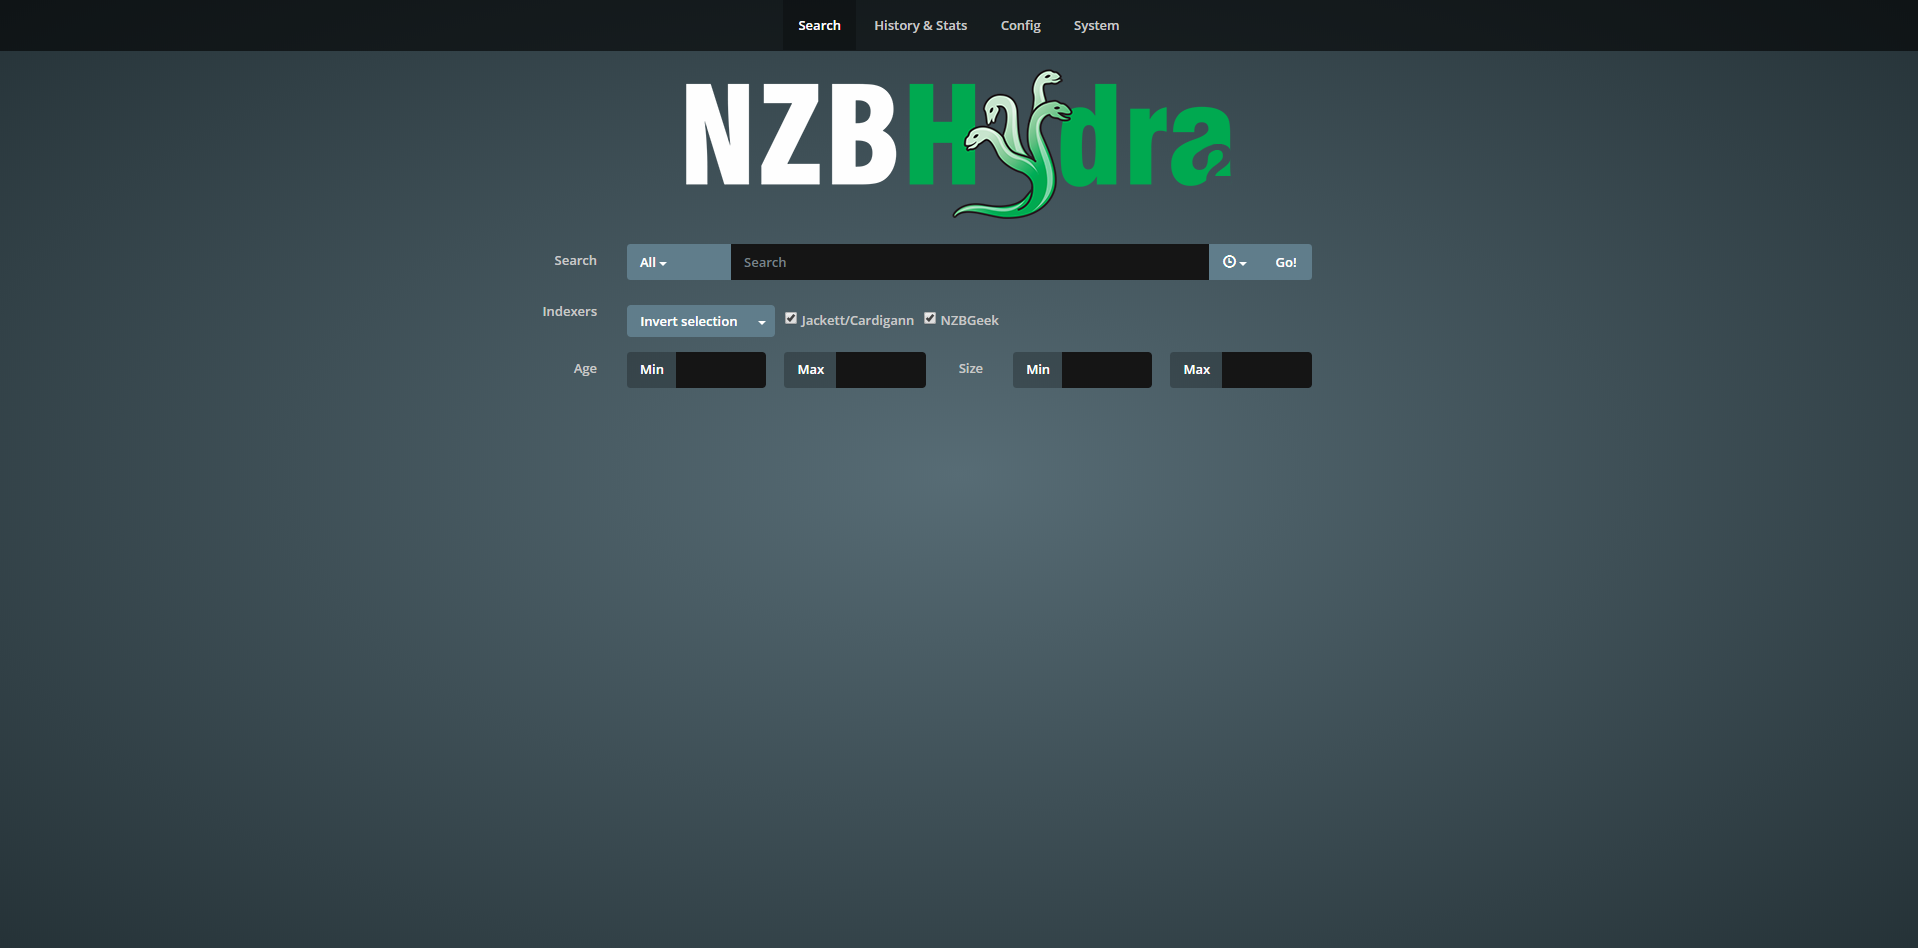 Search History & Stats Config System
NZBHydra
2
Search All Search Go!
Indexers Invert selection Jackett/Cardigann NZBGeek
Age Min Max Size Min Max